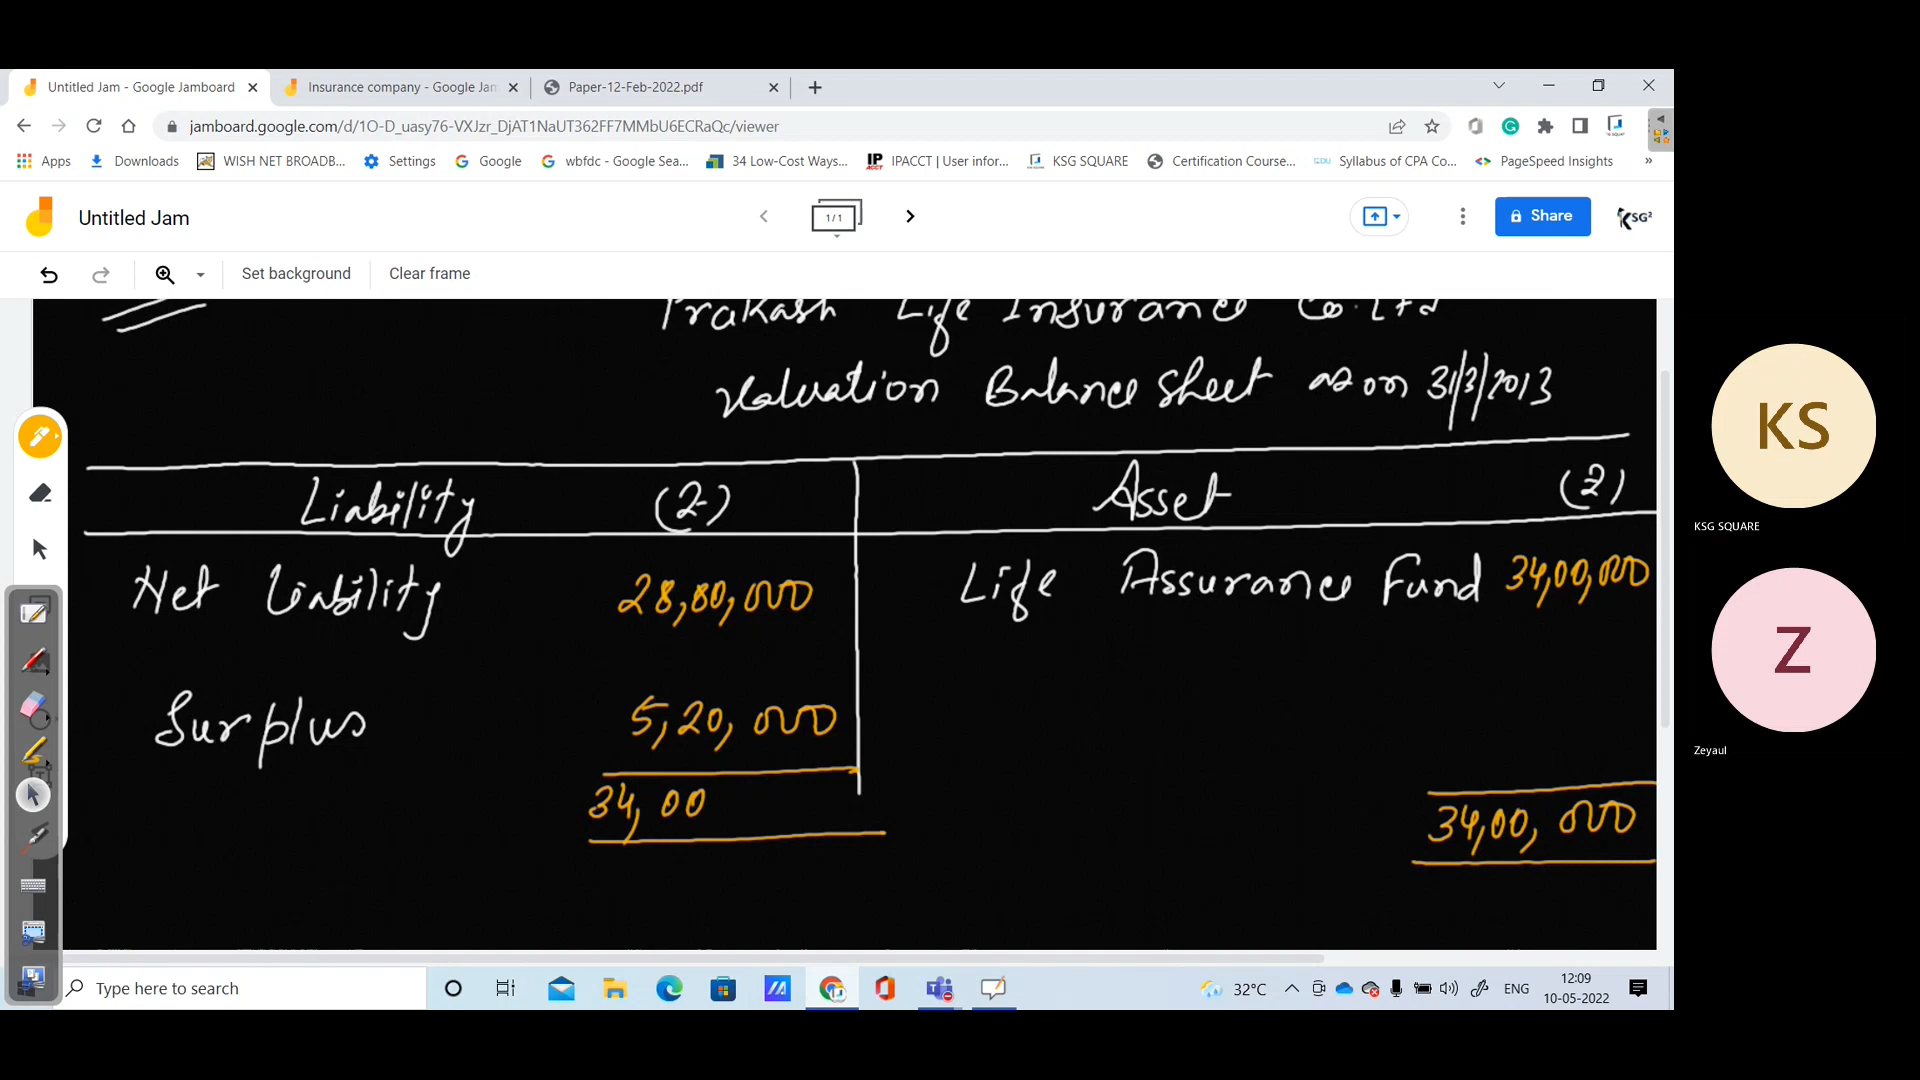 Untitled Jam - Google Jamboard
Insurance company - Google Jan
Paper-12-Feb-2022.pdf
jamboard.google.com/d/1O-D_uasy76-VXJzr_DjAT1NaUT362FF7MMbU6ECRaQc/viewer
Apps Downloads WISH NET BROADB... Settings Google wbfdc - Google Sea... 34 Low-Cost Ways... IPACCT | User infor... KSG SQUARE Certification Course... Syllabus of CPA Co... PageSpeed Insights »
Untitled Jam
1/1
Share
KSG²
Set background Clear frame
Prakash Life Insurance Co. Ltd
Valuation Balance Sheet as on 31/3/2013
Liability (₹) Asset (₹)
Net Liability 28,80,000 Life Assurance Fund 34,00,000
Surplus 5,20,000
34,00 34,00,000
KS
KSG SQUARE
Z
Zeyaul
Type here to search
32°C ENG
12:09
10-05-2022